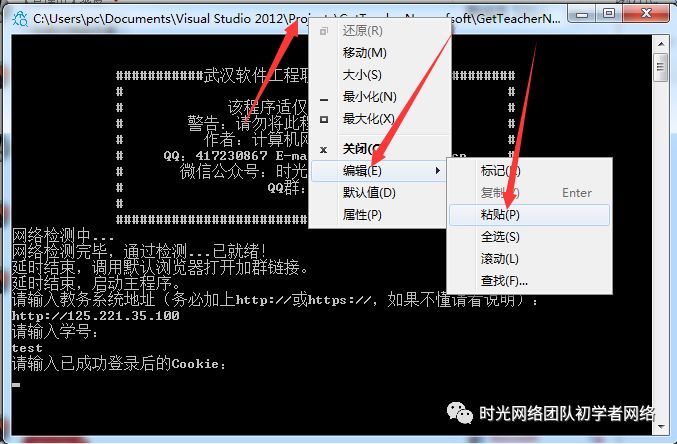 C:\Users\pc\Documents\Visual Studio 2012\Proj
GetTeacherN...
还原(R)
移动(M)
大小(S)
最小化(N)
最大化(X)
关闭(C)
编辑(E)
默认值(D)
属性(P)
标记(K)
复制 Enter
粘贴(P)
全选(S)
滚动(L)
查找(F)...
###########武汉软件工程职 #########
# #
# 该程序适仅 #
# 警告：请勿将此程 #
# 作者：计算机网 #
# QQ：417230867 E-ma
# 微信公众号：时光
# QQ群：
#
网络检测中...
网络检测完毕，通过检测...已就绪！
延时结束，调用默认浏览器打开加群链接。
延时结束，启动主程序。
请输入教务系统地址（务必加上http://或https://，如果不懂请看说明）：
http://125.221.35.100
请输入学号：
test
请输入已成功登录后的Cookie：
时光网络团队初学者网络